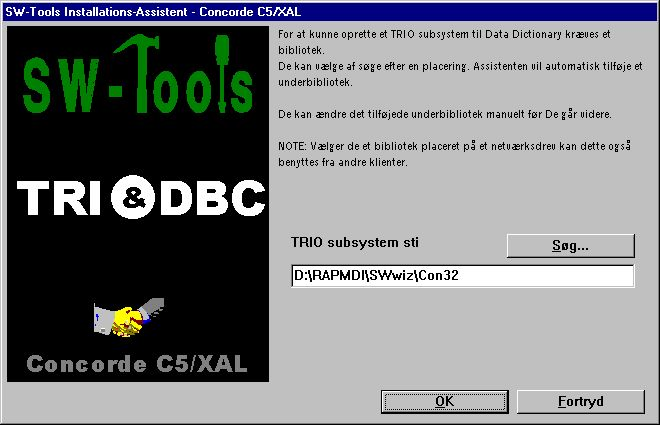 SW-Tools Installations-Assistent - Concorde C5/XAL
SW-Tools
TRI&DBC
Concorde C5/XAL
For at kunne oprette et TRIO subsystem til Data Dictionary kræves et
bibliotek.
De kan vælge af søge efter en placering. Assistenten vil automatisk tilføje et
underbibliotek.
De kan ændre det tilføjede underbibliotek manuelt før De går videre.
NOTE: Vælger de et bibliotek placeret på et netværksdrev kan dette også
benyttes fra andre klienter.
TRIO subsystem sti
Søg...
D:\RAPMDI\SWwiz\Con32
OK
Fortryd